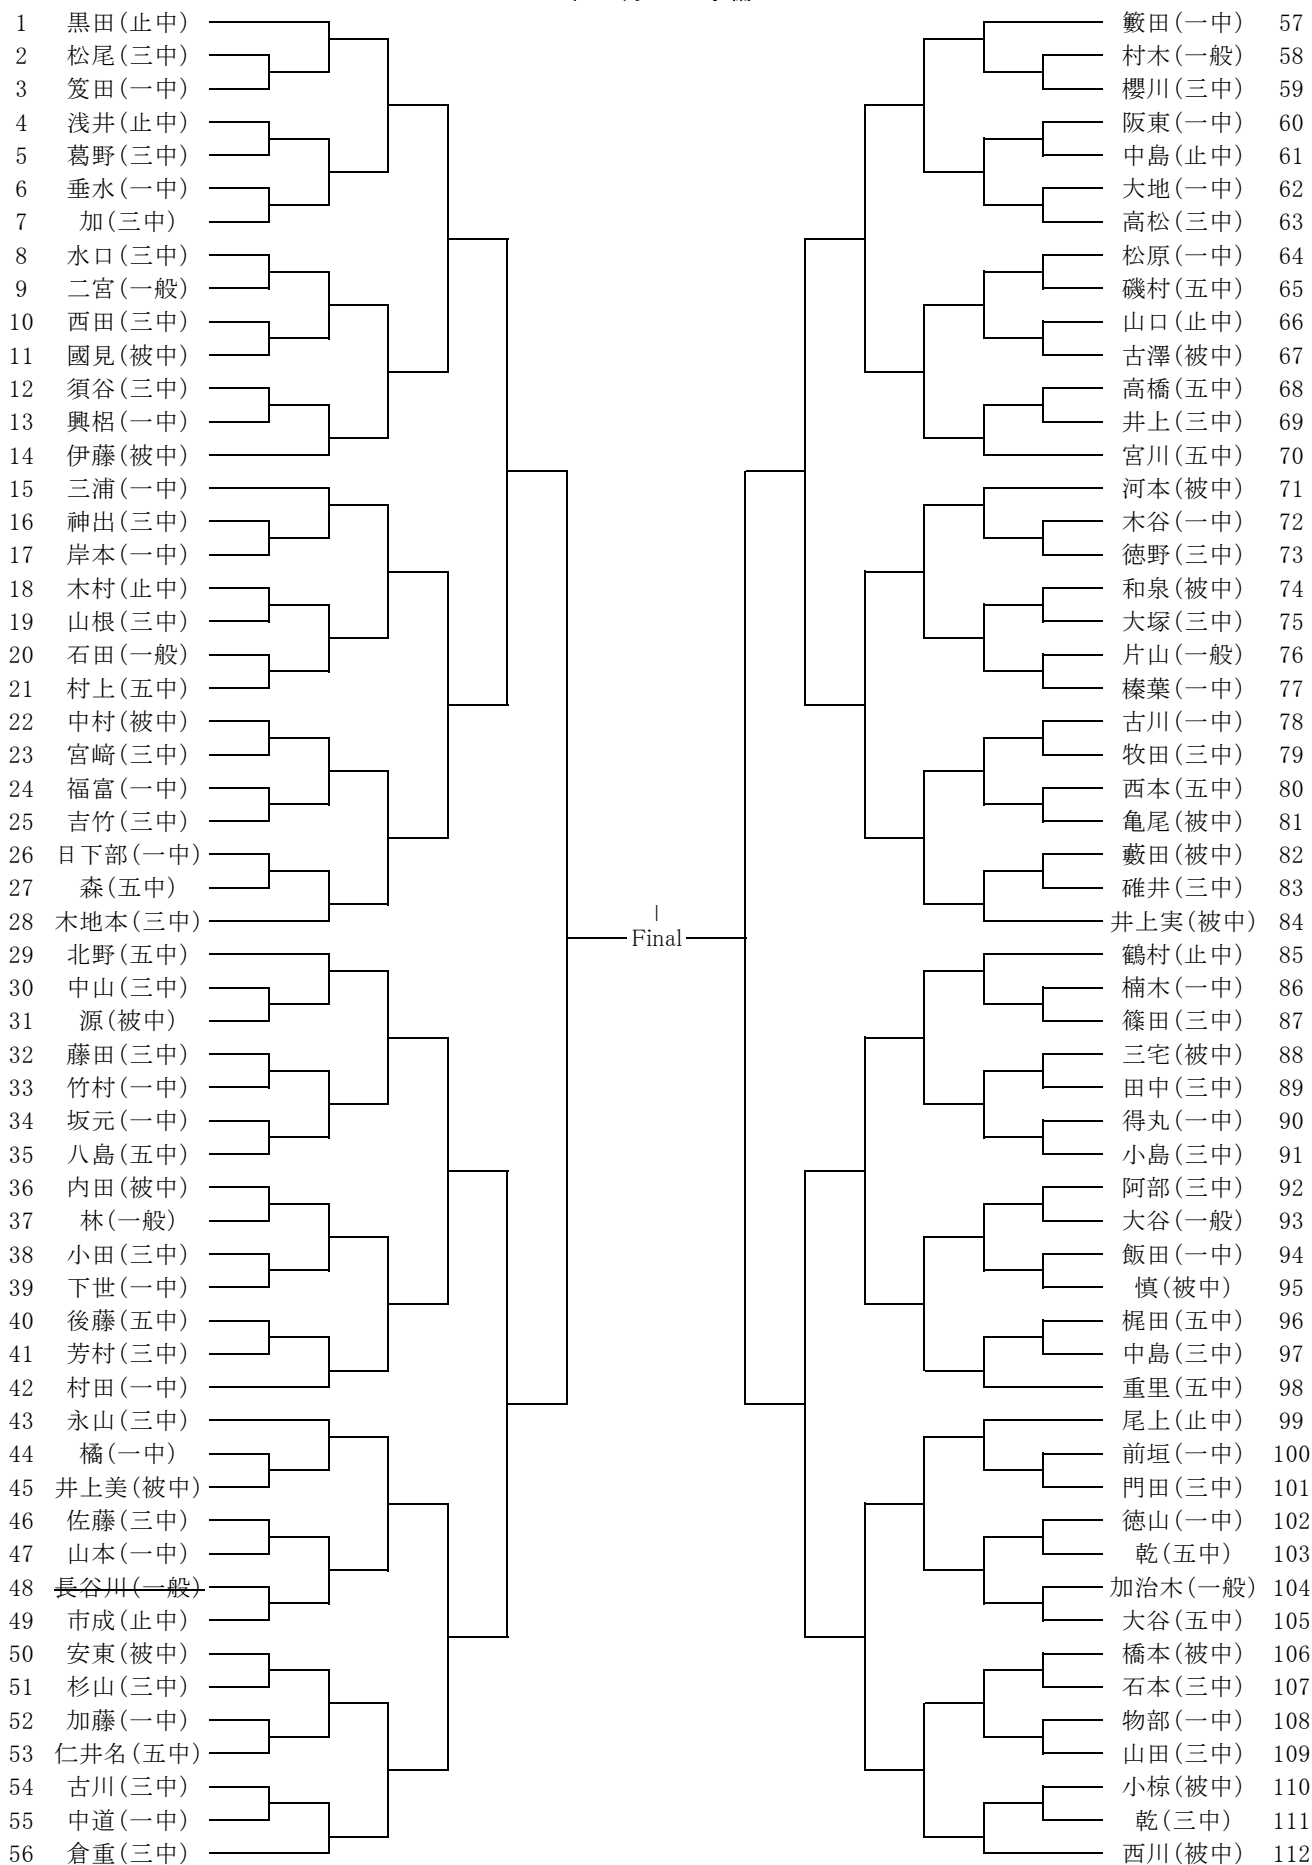 1 黒田(止中)
2 松尾(三中)
3 笈田(一中)
4 浅井(止中)
5 葛野(三中)
6 垂水(一中)
7 加(三中)
8 水口(三中)
9 二宮(一般)
10 西田(三中)
11 國見(被中)
12 須谷(三中)
13 興梠(一中)
14 伊藤(被中)
15 三浦(一中)
16 神出(三中)
17 岸本(一中)
18 木村(止中)
19 山根(三中)
20 石田(一般)
21 村上(五中)
22 中村(被中)
23 宮﨑(三中)
24 福富(一中)
25 吉竹(三中)
26 日下部(一中)
27 森(五中)
28 木地本(三中)
29 北野(五中)
30 中山(三中)
31 源(被中)
32 藤田(三中)
33 竹村(一中)
34 坂元(一中)
35 八島(五中)
36 内田(被中)
37 林(一般)
38 小田(三中)
39 下世(一中)
40 後藤(五中)
41 芳村(三中)
42 村田(一中)
43 永山(三中)
44 橘(一中)
45 井上美(被中)
46 佐藤(三中)
47 山本(一中)
48 長谷川(一般)
49 市成(止中)
50 安東(被中)
51 杉山(三中)
52 加藤(一中)
53 仁井名(五中)
54 古川(三中)
55 中道(一中)
56 倉重(三中)
Final
籔田(一中) 57
村木(一般) 58
櫻川(三中) 59
阪東(一中) 60
中島(止中) 61
大地(一中) 62
高松(三中) 63
松原(一中) 64
磯村(五中) 65
山口(止中) 66
古澤(被中) 67
高橋(五中) 68
井上(三中) 69
宮川(五中) 70
河本(被中) 71
木谷(一中) 72
徳野(三中) 73
和泉(被中) 74
大塚(三中) 75
片山(一般) 76
榛葉(一中) 77
古川(一中) 78
牧田(三中) 79
西本(五中) 80
亀尾(被中) 81
藪田(被中) 82
碓井(三中) 83
井上実(被中) 84
鶴村(止中) 85
楠木(一中) 86
篠田(三中) 87
三宅(被中) 88
田中(三中) 89
得丸(一中) 90
小島(三中) 91
阿部(三中) 92
大谷(一般) 93
飯田(一中) 94
慎(被中) 95
梶田(五中) 96
中島(三中) 97
重里(五中) 98
尾上(止中) 99
前垣(一中) 100
門田(三中) 101
徳山(一中) 102
乾(五中) 103
加治木(一般) 104
大谷(五中) 105
橋本(被中) 106
石本(三中) 107
物部(一中) 108
山田(三中) 109
小椋(被中) 110
乾(三中) 111
西川(被中) 112